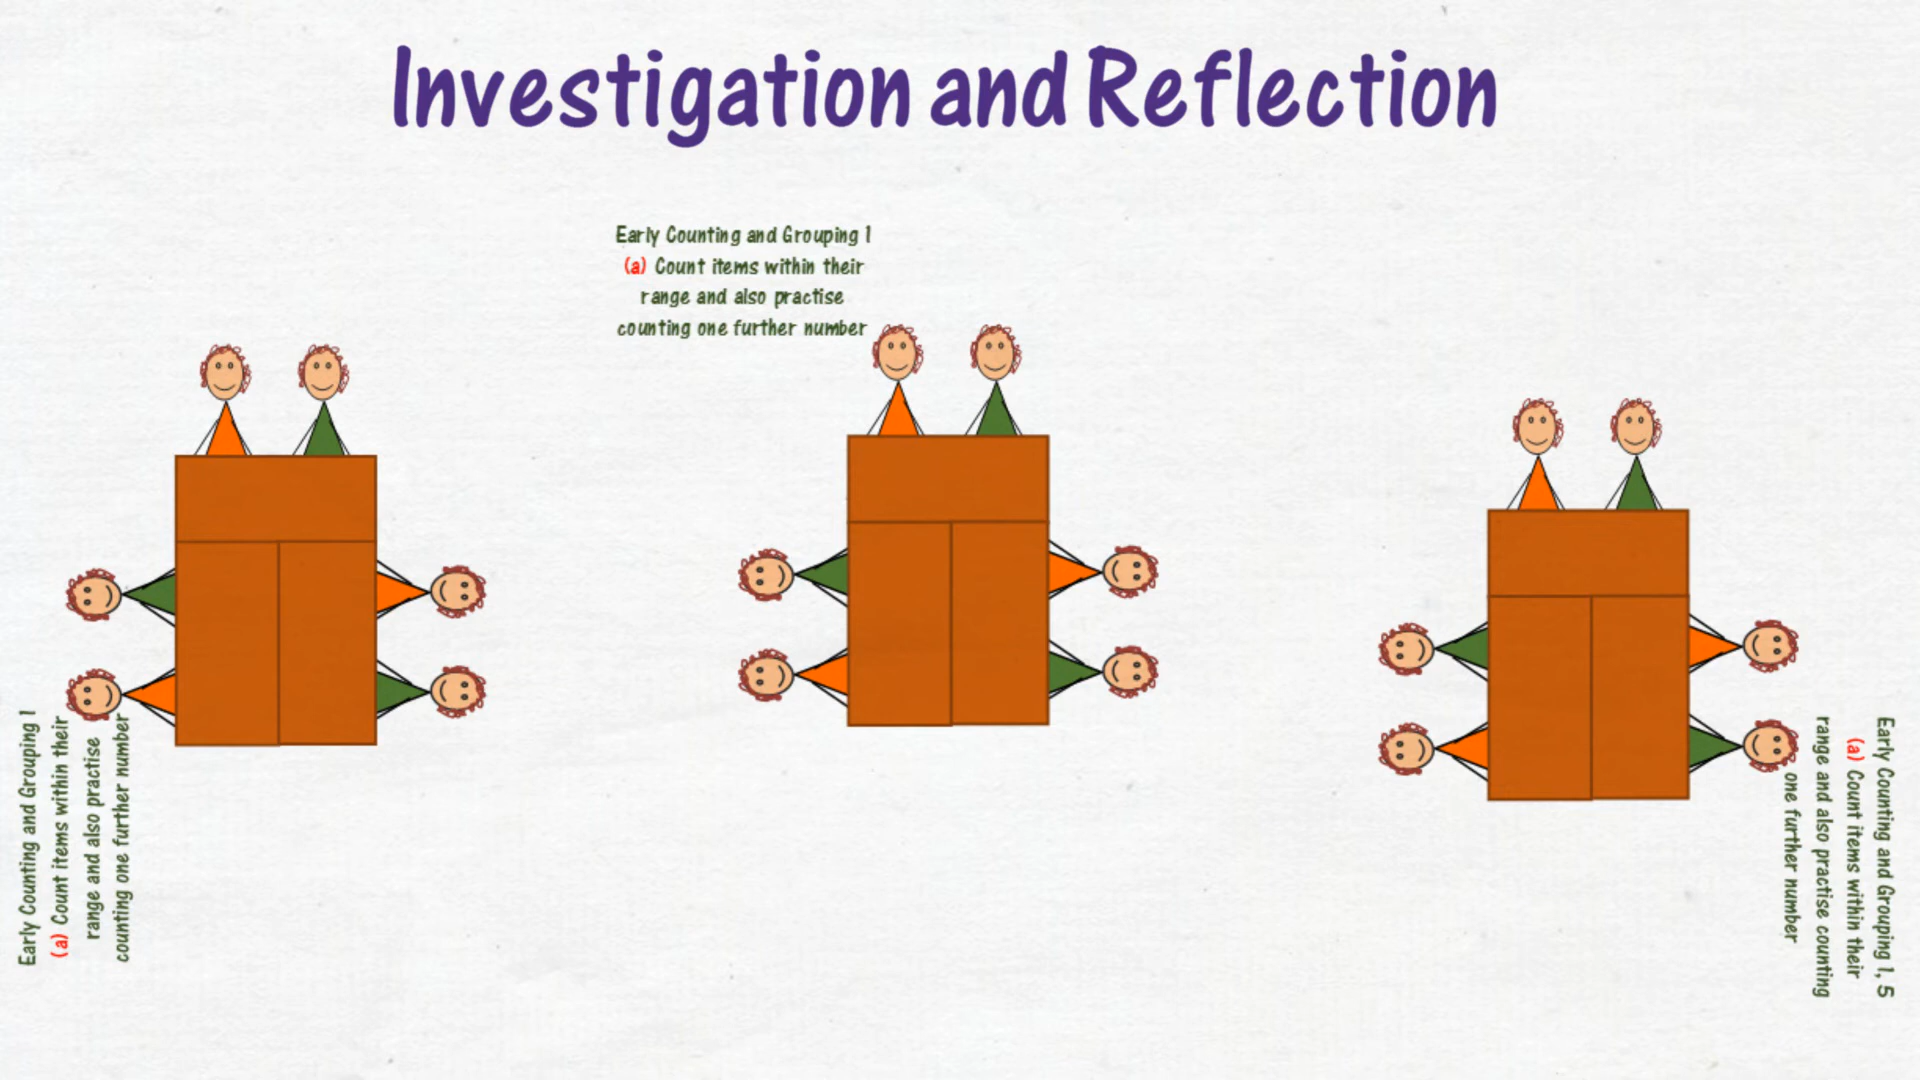 Investigation and Reflection
Early Counting and Grouping 1
(a) Count items within their
range and also practise
counting one further number
Early Counting and Grouping 1
(a) Count items within their
range and also practise
counting one further number
Early Counting and Grouping 1, 5
(a) Count items within their
range and also practise counting
one further number